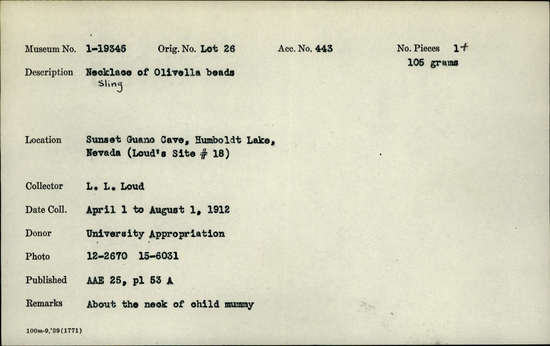 Museum No. 1-19345 Orig. No. Lot 26 Acc. No. 443 No. Pieces 1+
105 grams
Description Necklace of Olivella beads
Sling
Location Sunset Guano Cave, Humboldt Lake,
Nevada (Loud's Site # 18)
Collector L. L. Loud
Date Coll. April 1 to August 1, 1912
Donor University Appropriation
Photo 12-2670 15-6031
Published AAE 25, pl 53 A
Remarks About the neck of child mummy
100m-9,'39(1771)